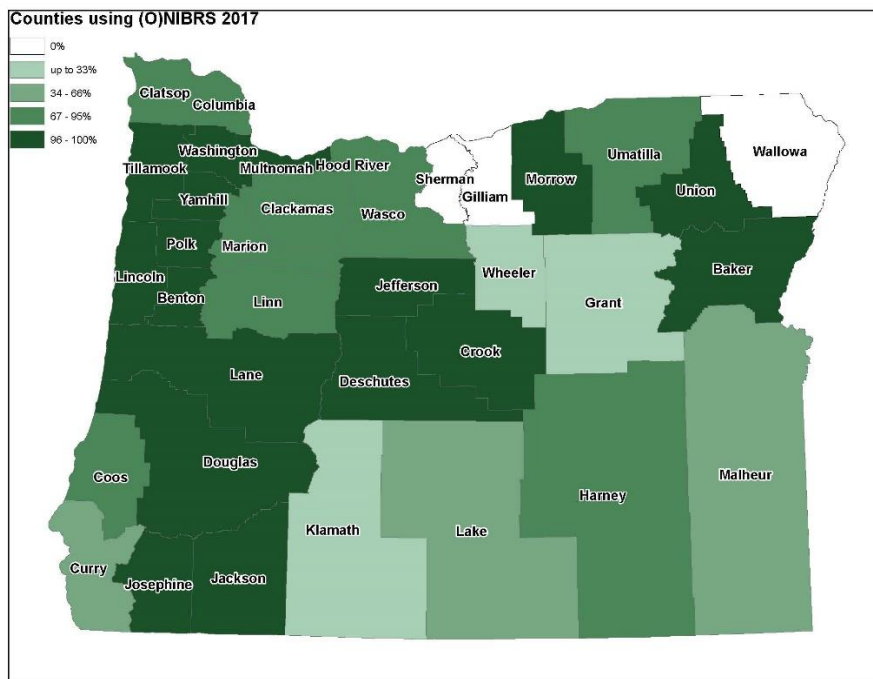 Counties using (O)NIBRS 2017
0%
up to 33%
34 - 66%
67 - 95%
96 - 100%
Clatsop
Columbia
Washington
Tillamook
Multnomah
Hood River
Yamhill
Clackamas
Wasco
Sherman
Gilliam
Morrow
Umatilla
Union
Wallowa
Polk
Marion
Lincoln
Benton
Linn
Jefferson
Wheeler
Grant
Baker
Lane
Deschutes
Crook
Coos
Douglas
Klamath
Lake
Harney
Malheur
Curry
Josephine
Jackson